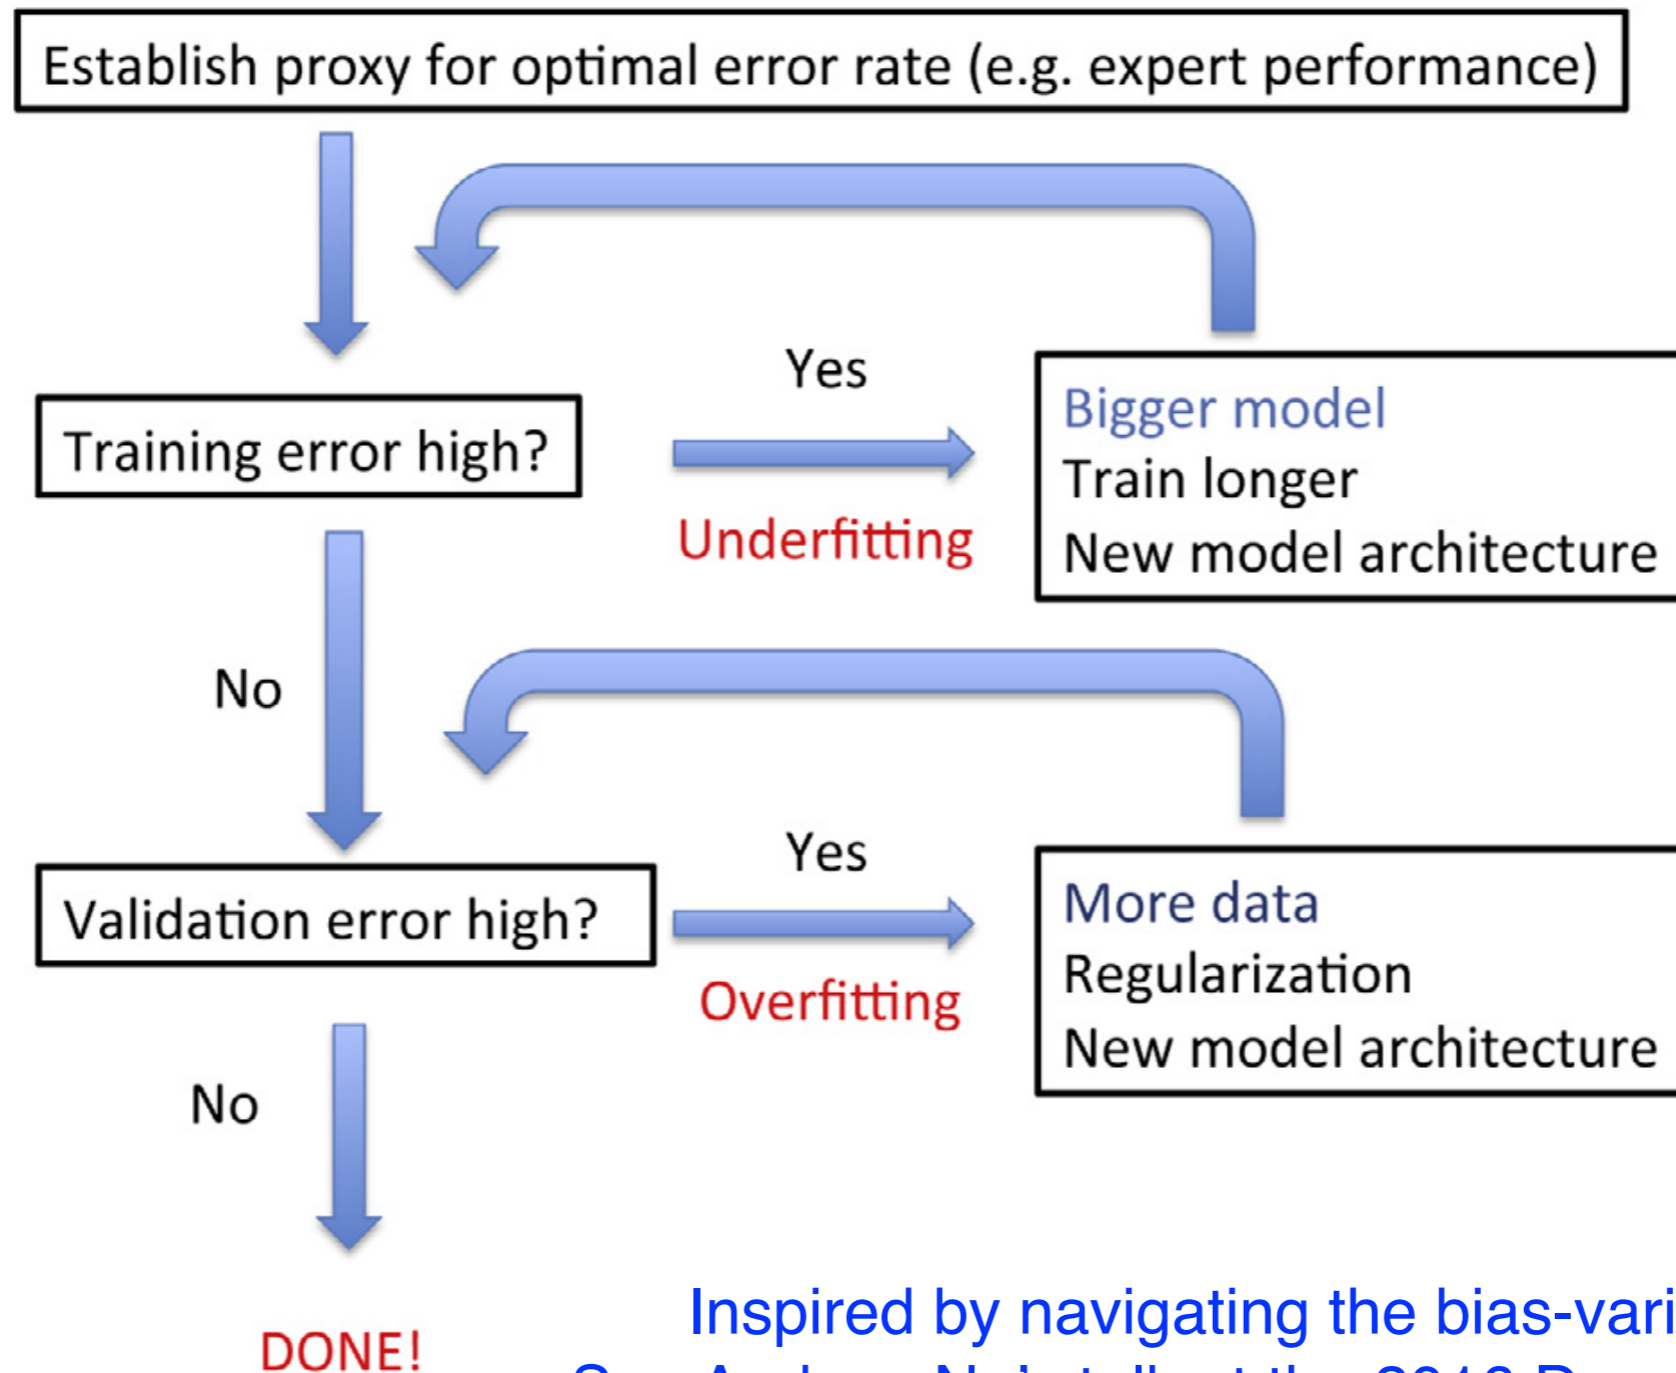 Establish proxy for optimal error rate (e.g. expert performance)
Yes
Training error high?
Underfitting
Bigger model
Train longer
New model architecture
No
Yes
Validation error high?
Overfitting
More data
Regularization
New model architecture
No
DONE!
Inspired by navigating the bias-vari